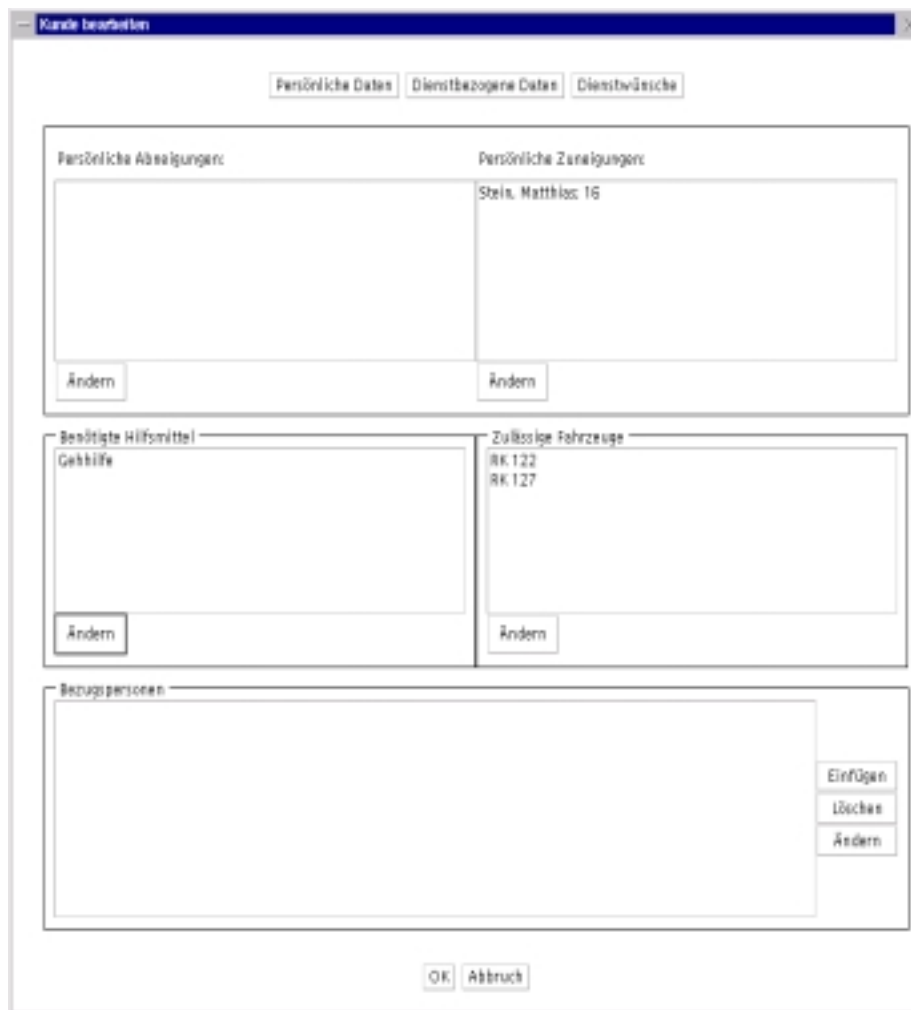 Kunde bearbeiten
Persönliche Daten Dienstbezogene Daten Dienstwünsche
Persönliche Abneigungen: Persönliche Zuneigungen:
Stein, Matthias; 16
Ändern Ändern
Benötigte Hilfsmittel Zulässige Fahrzeuge
Gehhilfe RK 122
RK 127
Ändern Ändern
Bezugspersonen
Einfügen
Löschen
Ändern
OK Abbruch